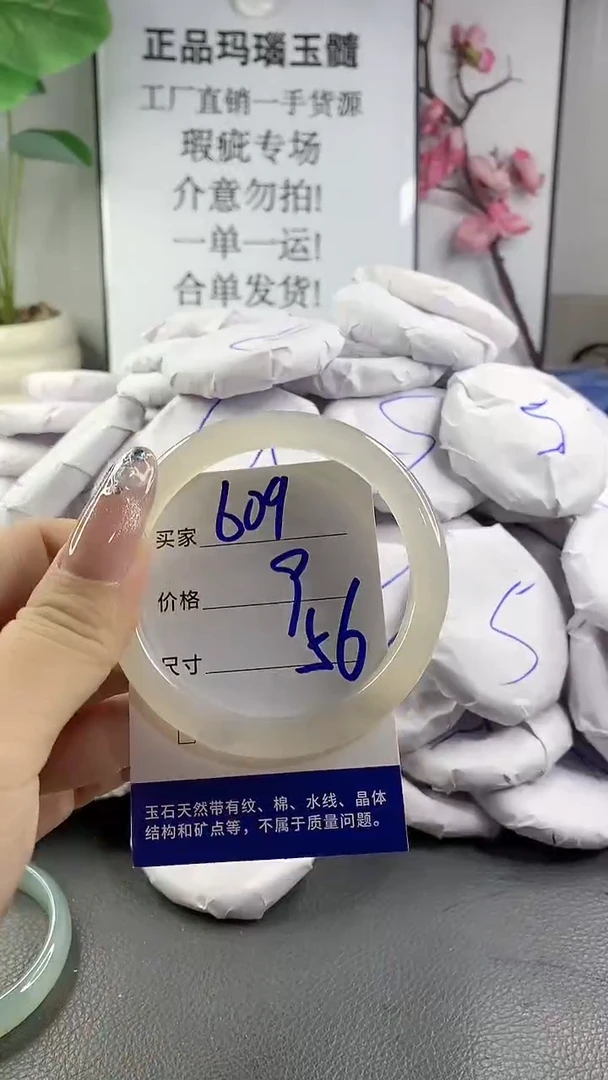 正品玛瑙玉髓
工厂直销一手货源
瑕疵专场
介意勿拍!
一单一运!
合单发货!
5
5
5
买家 609
价格 9
尺寸 56
玉石天然带有纹、棉、水线、晶体
结构和矿点等，不属于质量问题。